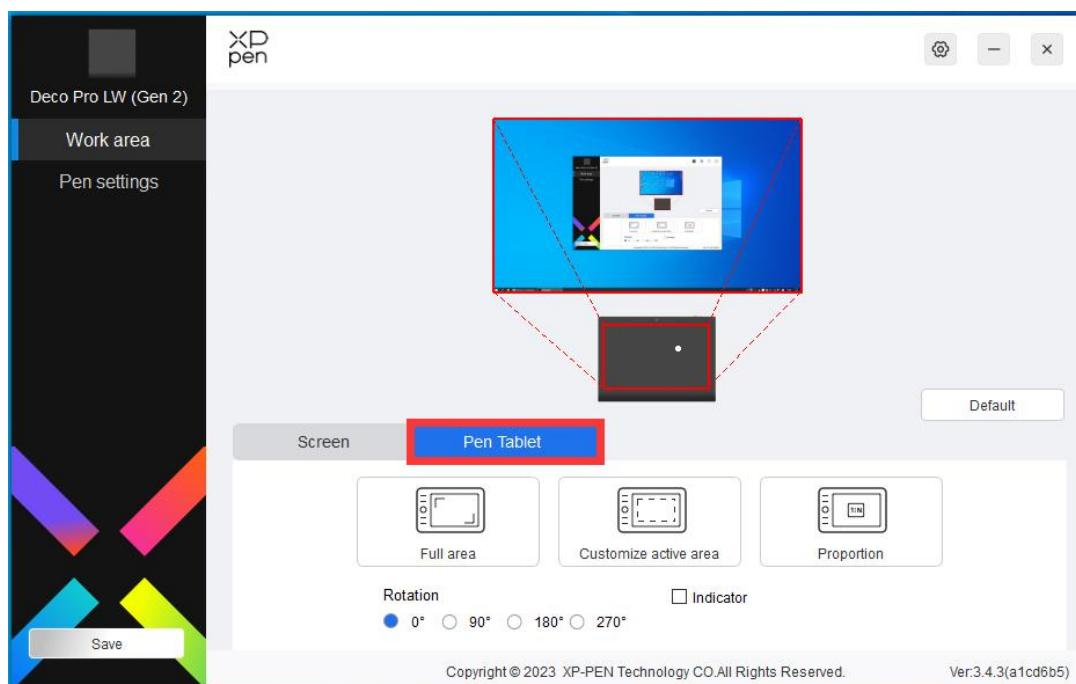 XP
pen
Deco Pro LW (Gen 2)
Work area
Pen settings
Default
Screen
Pen Tablet
Full area
Customize active area
Proportion
Rotation
Indicator
0°
90°
180°
270°
Save
Copyright © 2023 XP-PEN Technology CO.All Rights Reserved.
Ver:3.4.3(a1cd6b5)